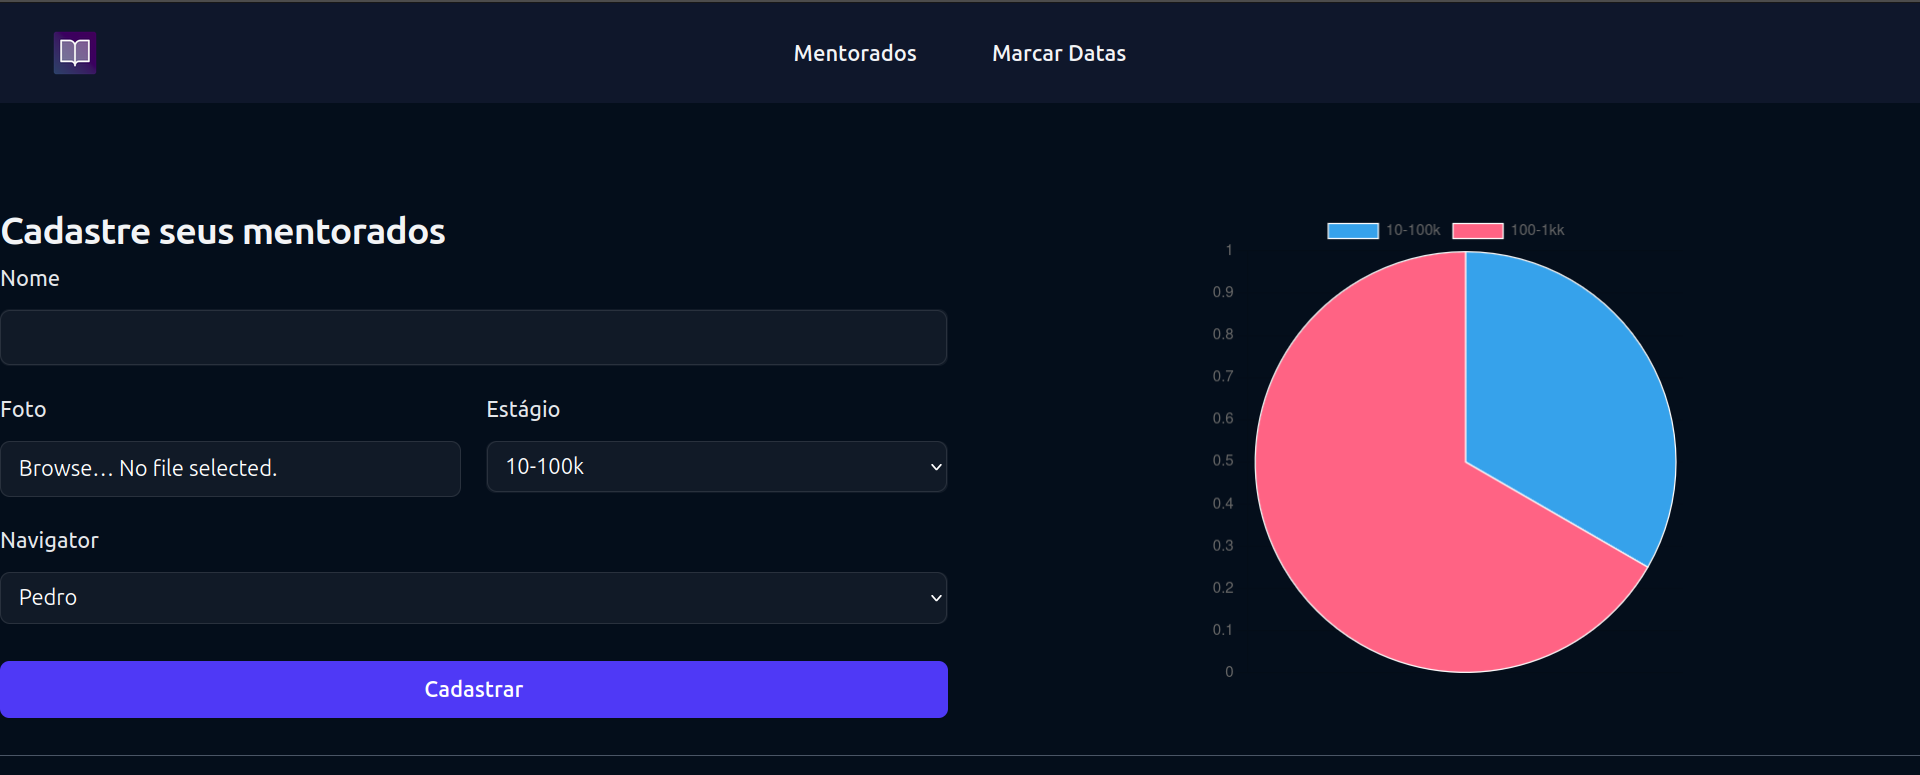 Mentorados Marcar Datas
Cadastre seus mentorados
Nome
Foto Estágio
Browse... No file selected. 10-100k
Navigator
Pedro
Cadastrar
10-100k 100-1kk
1
0.9
0.8
0.7
0.6
0.5
0.4
0.3
0.2
0.1
0